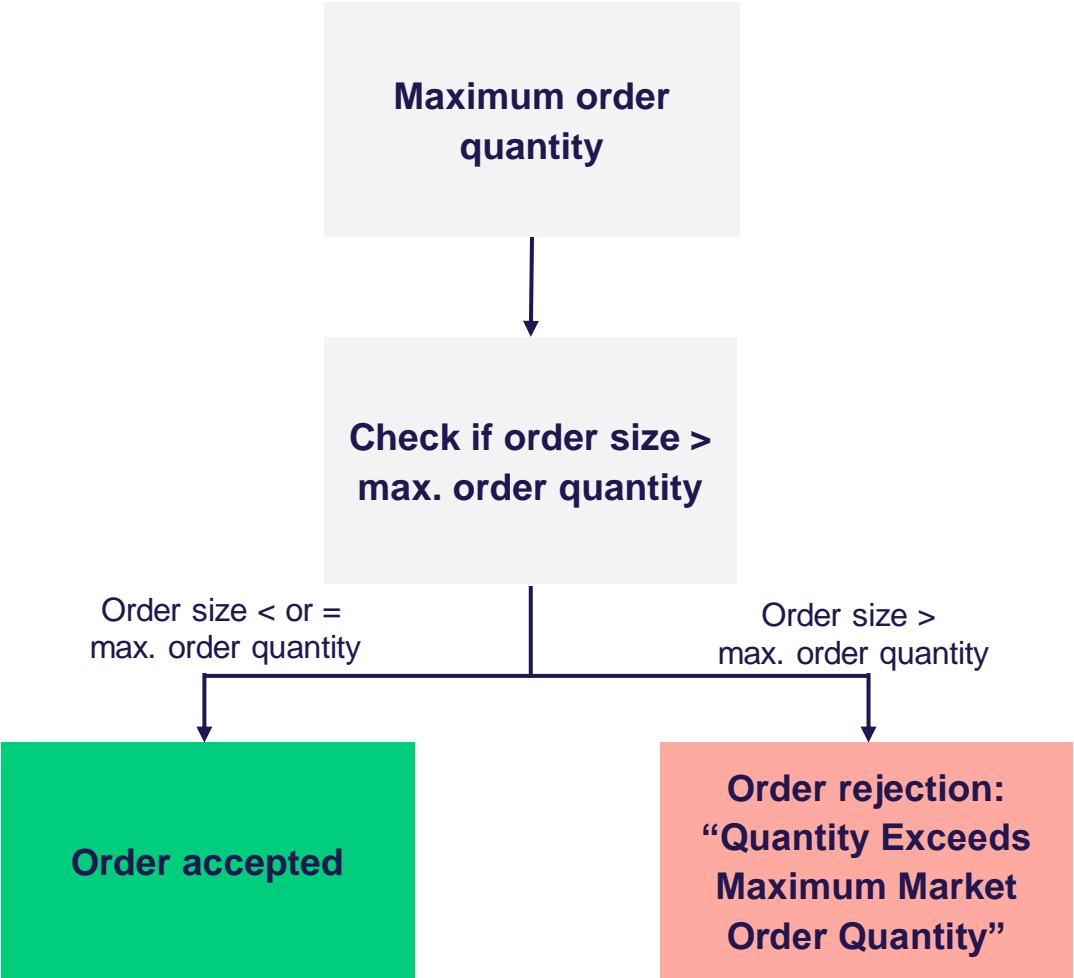 Maximum order
quantity
Check if order size >
max. order quantity
Order size < or =
max. order quantity
Order size >
max. order quantity
Order accepted
Order rejection:
“Quantity Exceeds
Maximum Market
Order Quantity”